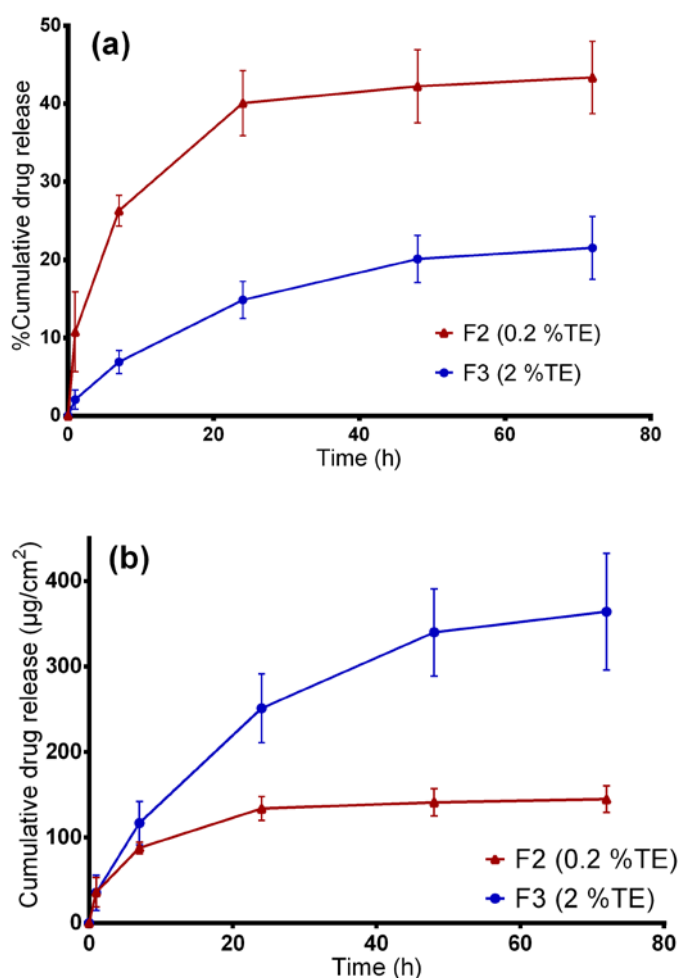 (a)
%Cumulative drug release
50
40
30
20
10
0
F2 (0.2 %TE)
F3 (2 %TE)
0 20 40 60 80
Time (h)
(b)
Cumulative drug release (µg/cm²)
400
300
200
100
0
F2 (0.2 %TE)
F3 (2 %TE)
0 20 40 60 80
Time (h)